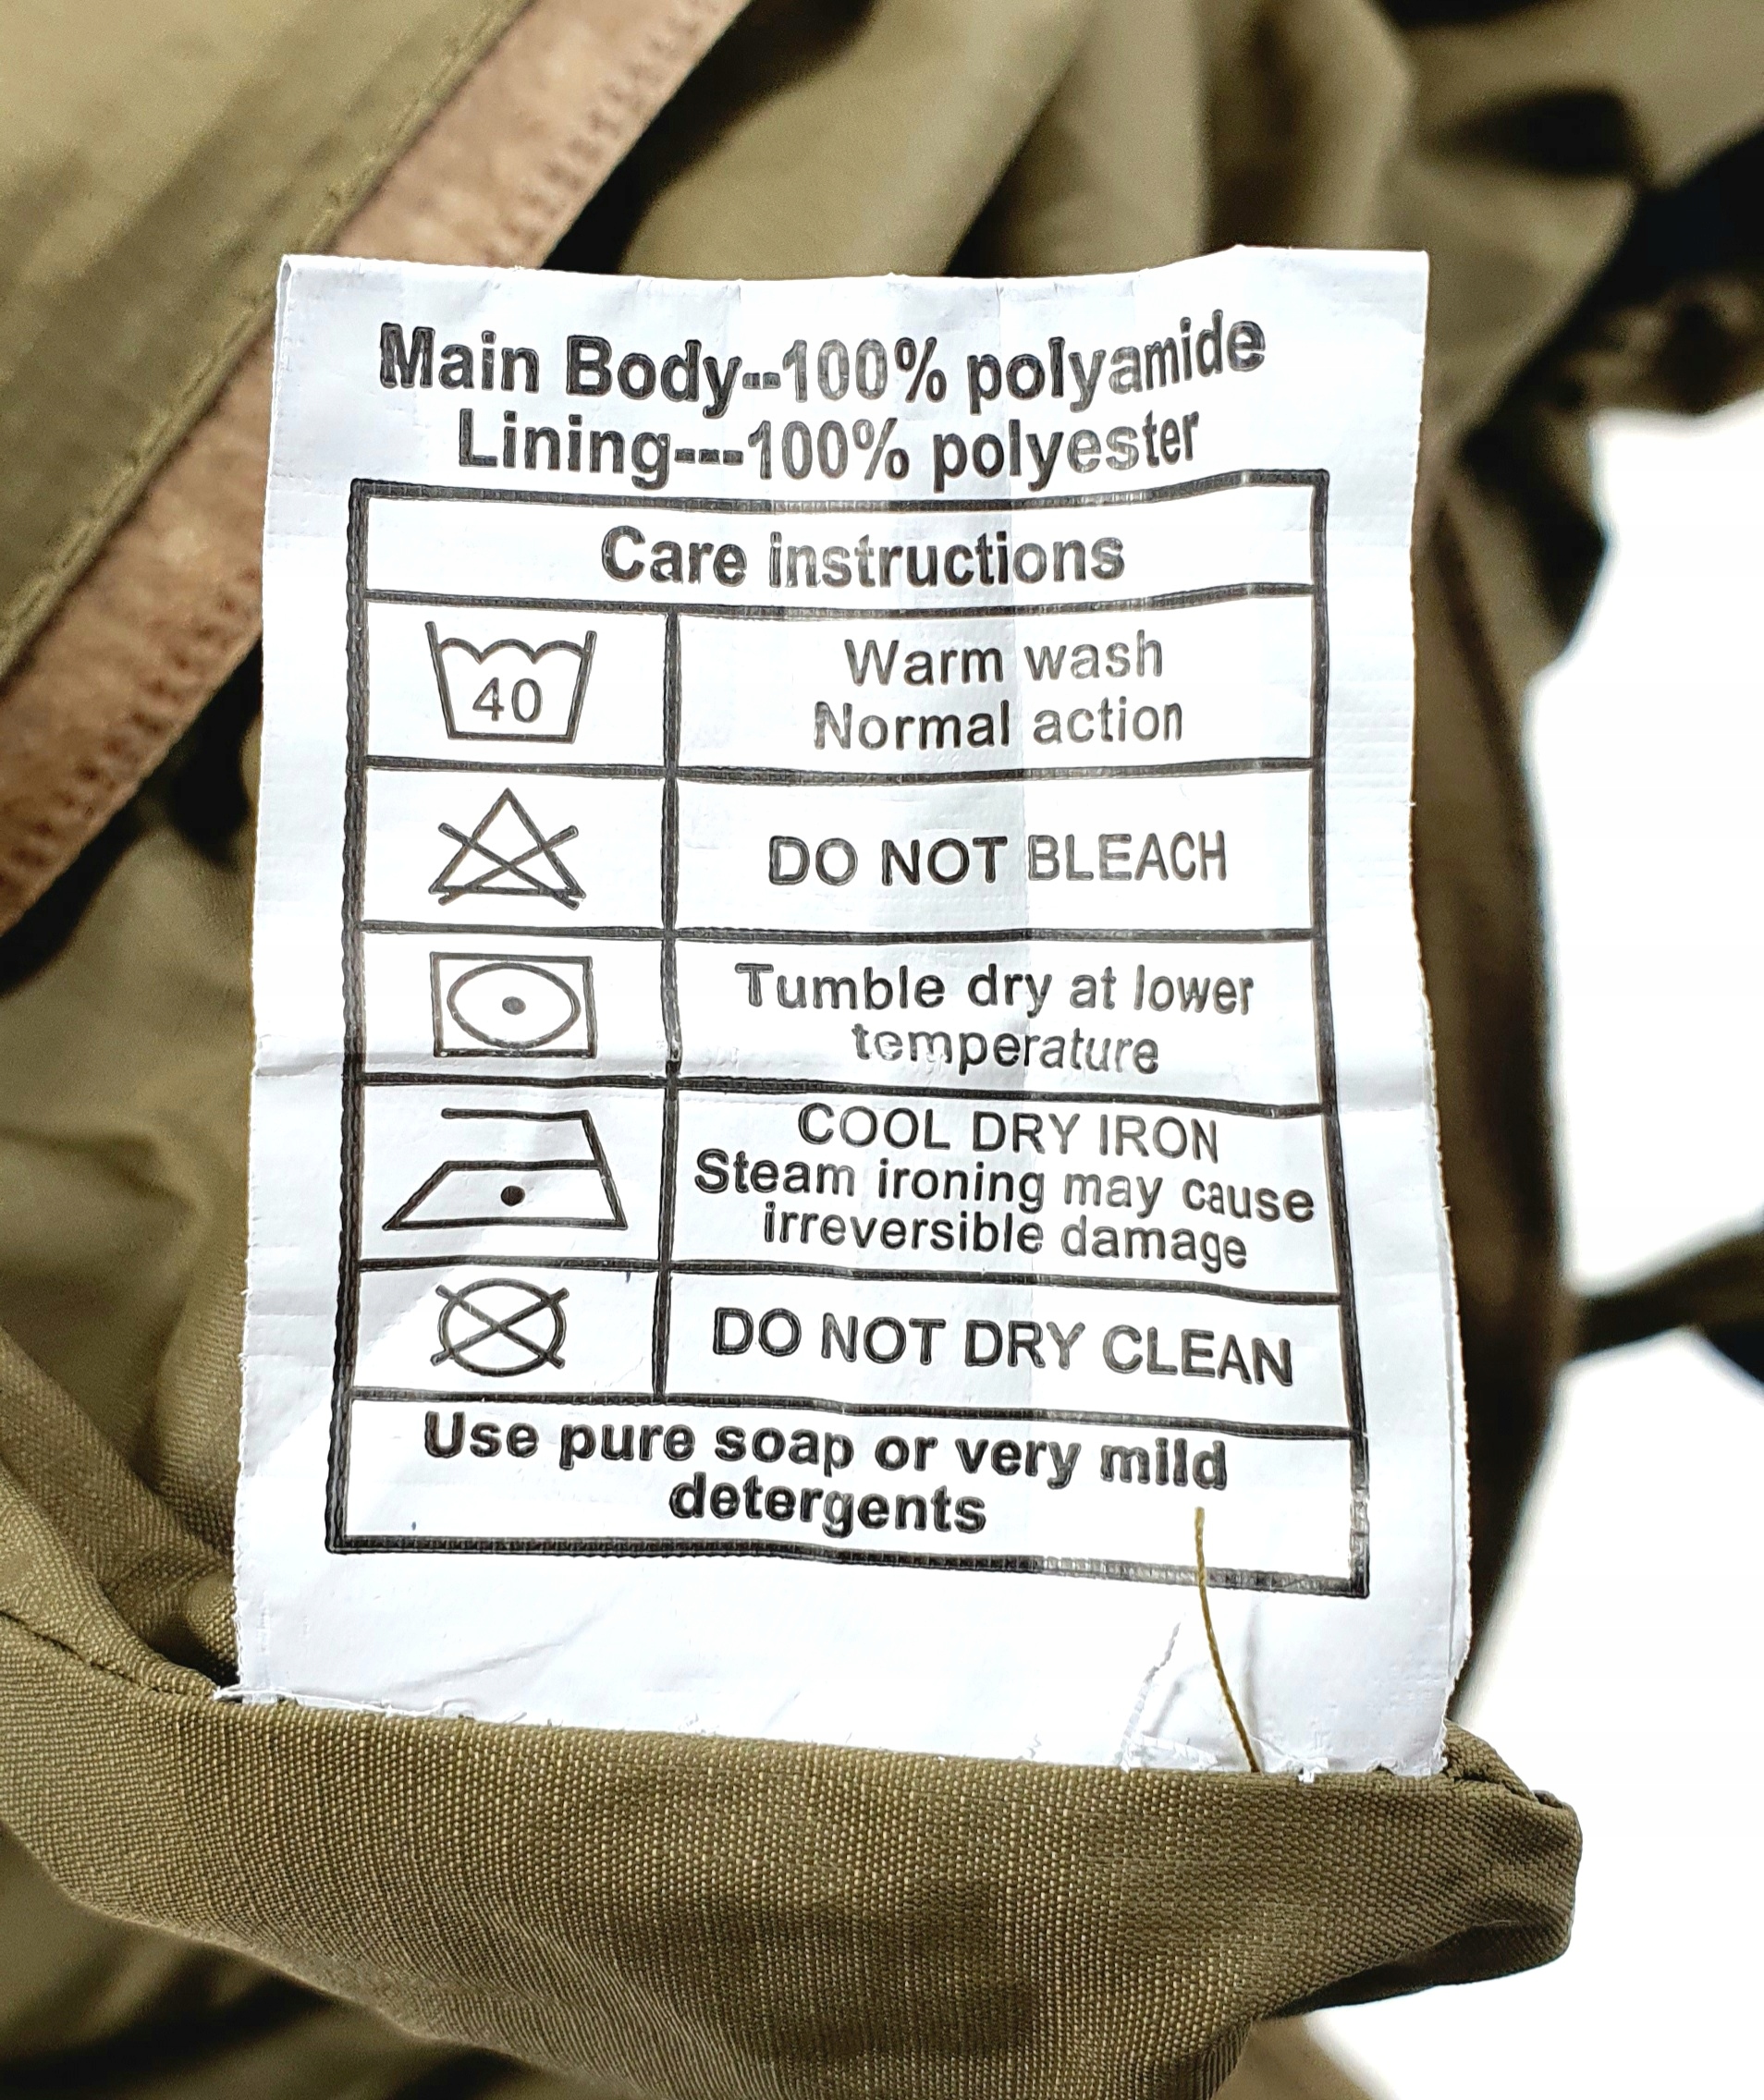 Main Body--100% polyamide
Lining---100% polyester
Care instructions
40
Warm wash
Normal action
DO NOT BLEACH
Tumble dry at lower
temperature
COOL DRY IRON
Steam ironing may cause
irreversible damage
DO NOT DRY CLEAN
Use pure soap or very mild
detergents